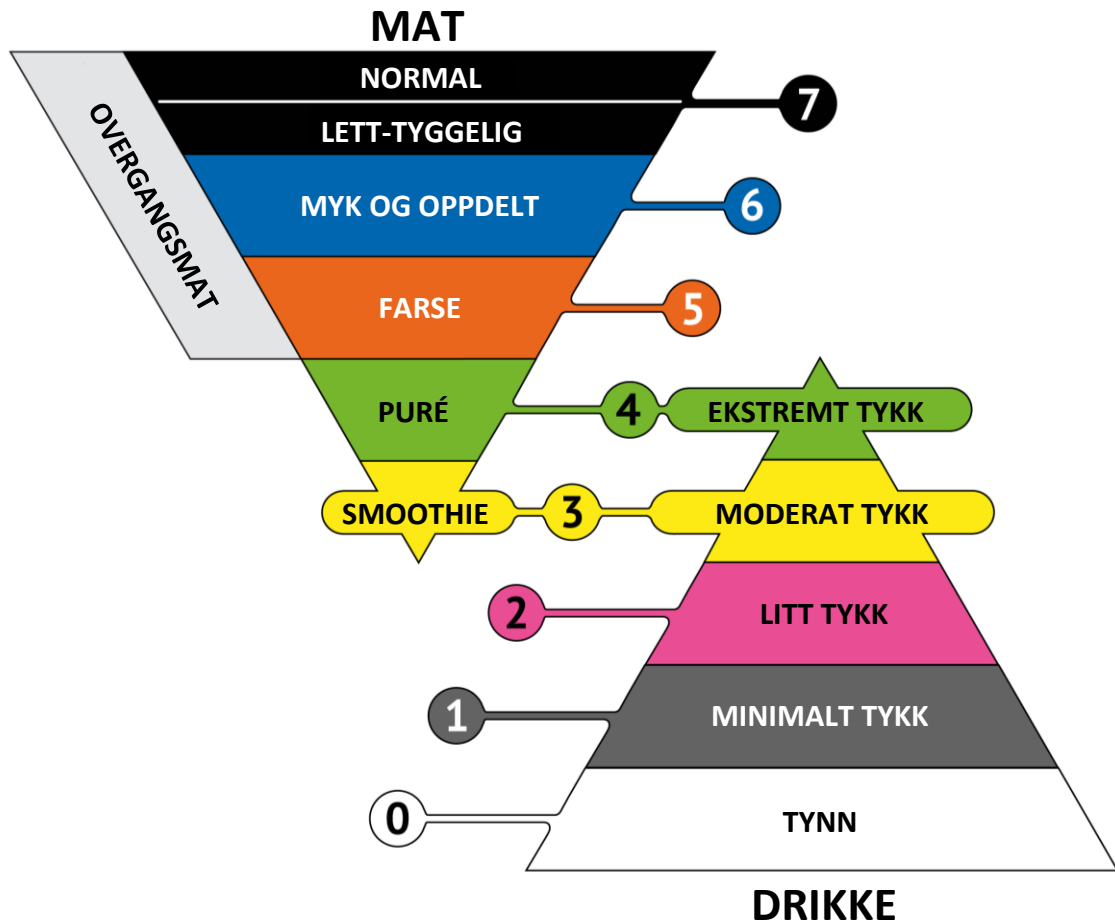 MAT
NORMAL
7
LETT-TYGGELIG
OVERGANGSMAT
MYK OG OPPDELT
6
FARSE
5
PURÉ
4
EKSTREMT TYKK
SMOOTHIE
3
MODERAT TYKK
2
LITT TYKK
1
MINIMALT TYKK
0
TYNN
DRIKKE